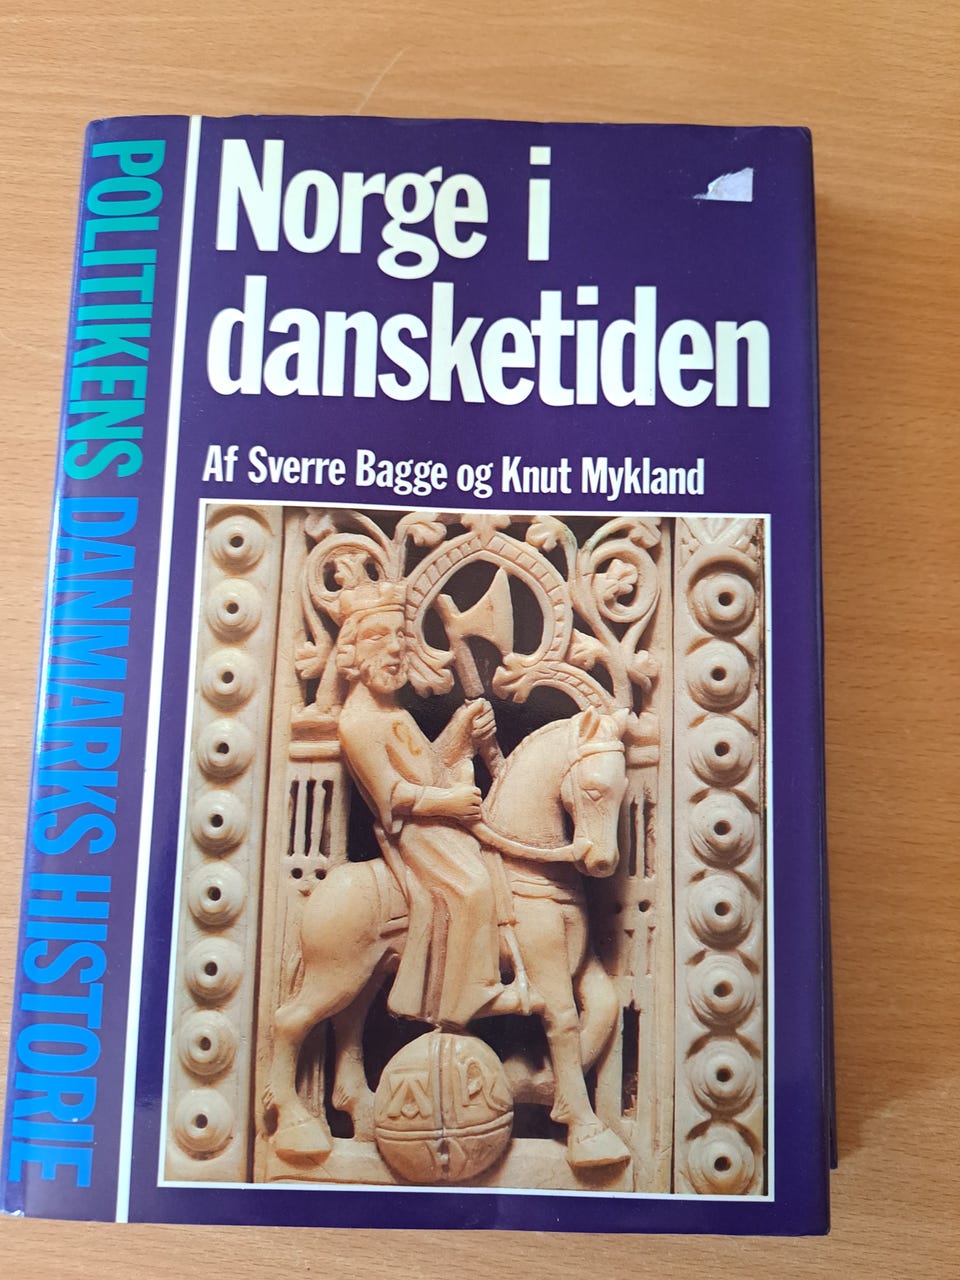 Norge i
dansketiden
Af Sverre Bagge og Knut Mykland
POLITIKENS DANMARKS HISTORIE